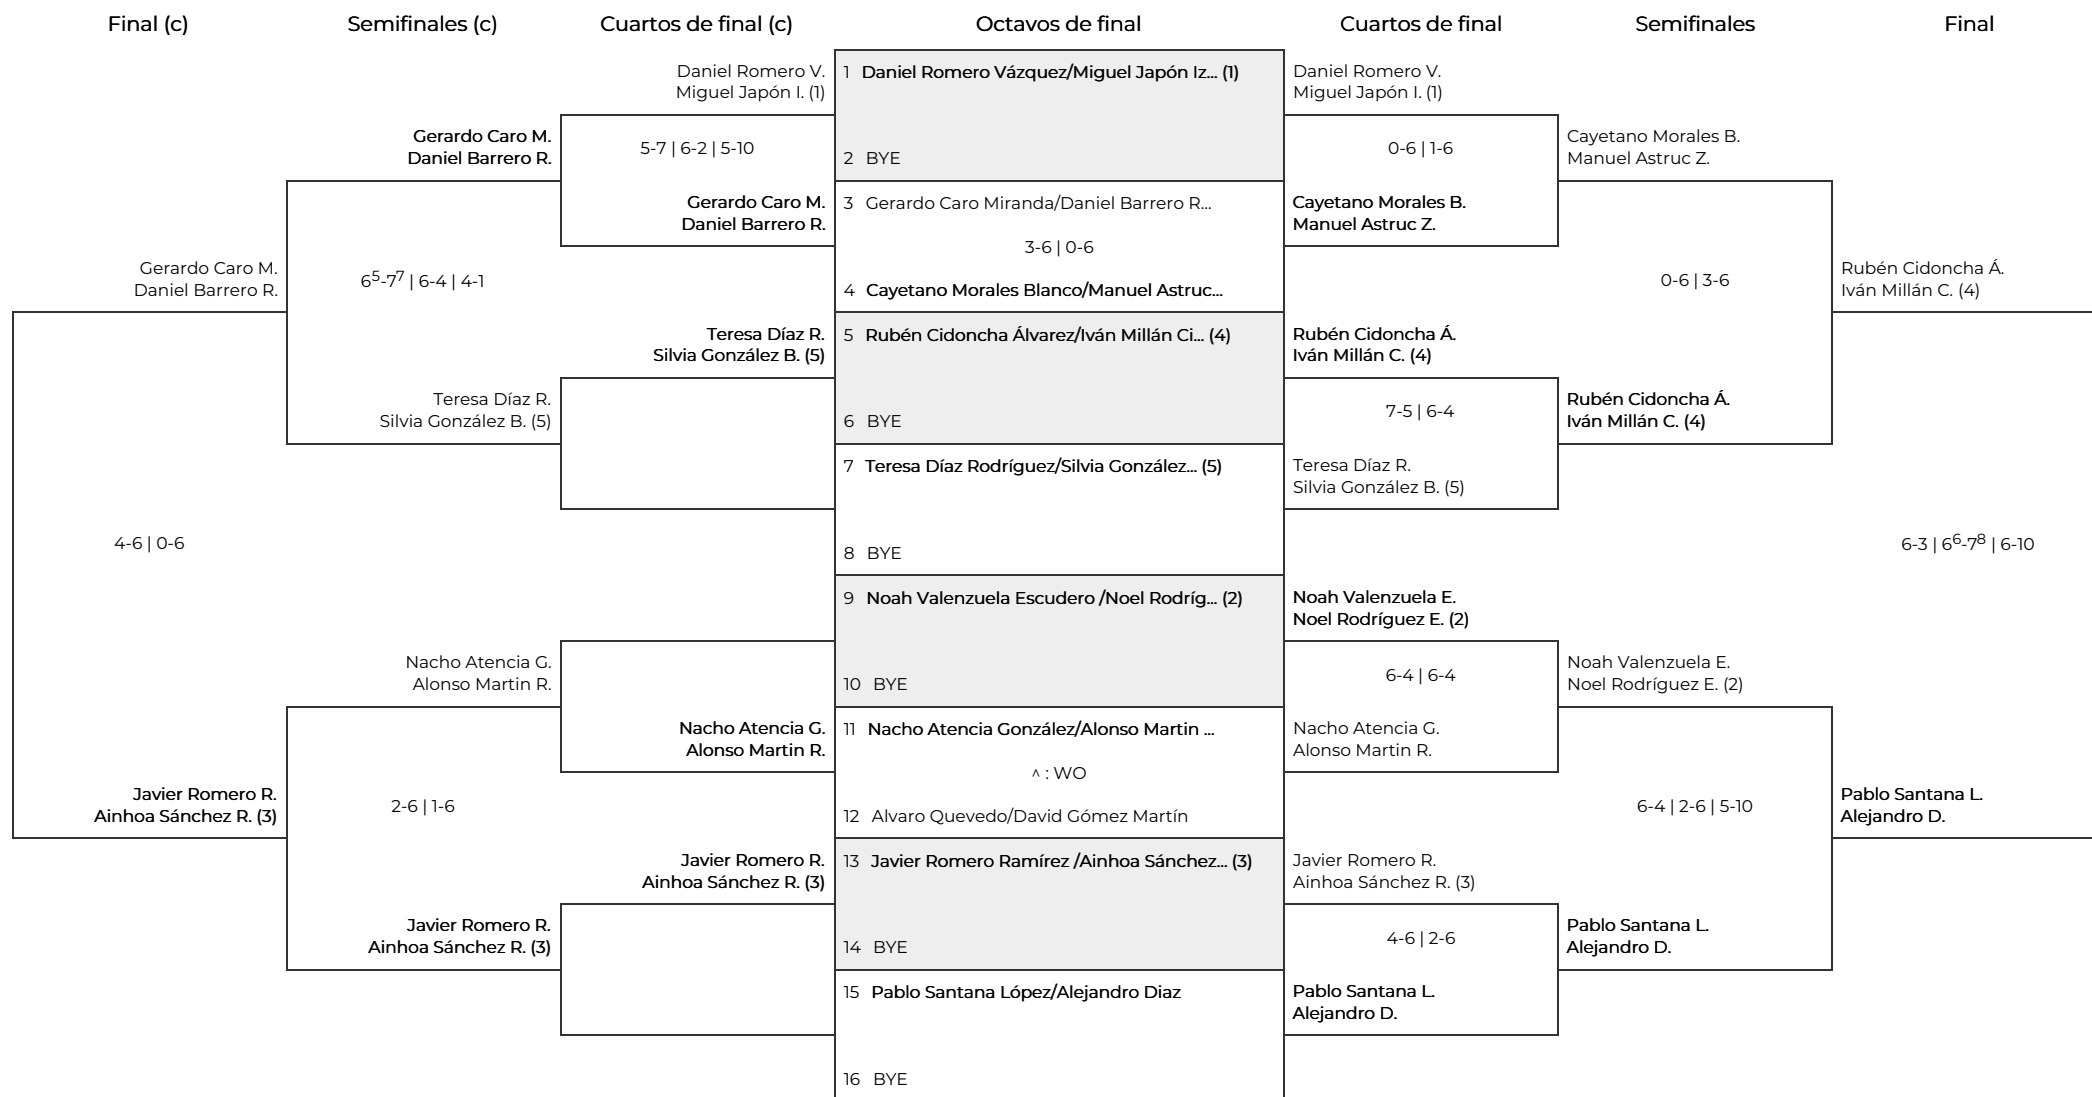 Final (c)
Semifinales (c)
Cuartos de final (c)
Octavos de final
Cuartos de final
Semifinales
Final
Gerardo Caro M.
Daniel Barrero R.
4-6 | 0-6
Javier Romero R.
Ainhoa Sánchez R. (3)
Gerardo Caro M.
Daniel Barrero R.
6⁵-7⁷ | 6-4 | 4-1
Teresa Díaz R.
Silvia González B. (5)
Nacho Atencia G.
Alonso Martin R.
2-6 | 1-6
Javier Romero R.
Ainhoa Sánchez R. (3)
Daniel Romero V.
Miguel Japón I. (1)
5-7 | 6-2 | 5-10
Gerardo Caro M.
Daniel Barrero R.
Teresa Díaz R.
Silvia González B. (5)
Nacho Atencia G.
Alonso Martin R.
Javier Romero R.
Ainhoa Sánchez R. (3)
1 Daniel Romero Vázquez/Miguel Japón Iz... (1)
2 BYE
3 Gerardo Caro Miranda/Daniel Barrero R...
3-6 | 0-6
4 Cayetano Morales Blanco/Manuel Astruc...
5 Rubén Cidoncha Álvarez/Iván Millán Ci... (4)
6 BYE
7 Teresa Díaz Rodríguez/Silvia González... (5)
8 BYE
9 Noah Valenzuela Escudero /Noel Rodríg... (2)
10 BYE
11 Nacho Atencia González/Alonso Martin ...
^ : WO
12 Alvaro Quevedo/David Gómez Martín
13 Javier Romero Ramírez /Ainhoa Sánchez... (3)
14 BYE
15 Pablo Santana López/Alejandro Diaz
16 BYE
Daniel Romero V.
Miguel Japón I. (1)
0-6 | 1-6
Cayetano Morales B.
Manuel Astruc Z.
Rubén Cidoncha Á.
Iván Millán C. (4)
7-5 | 6-4
Teresa Díaz R.
Silvia González B. (5)
Noah Valenzuela E.
Noel Rodríguez E. (2)
6-4 | 6-4
Nacho Atencia G.
Alonso Martin R.
Javier Romero R.
Ainhoa Sánchez R. (3)
4-6 | 2-6
Pablo Santana L.
Alejandro D.
Cayetano Morales B.
Manuel Astruc Z.
0-6 | 3-6
Rubén Cidoncha Á.
Iván Millán C. (4)
Noah Valenzuela E.
Noel Rodríguez E. (2)
6-4 | 2-6 | 5-10
Pablo Santana L.
Alejandro D.
Rubén Cidoncha Á.
Iván Millán C. (4)
6-3 | 6⁶-7⁸ | 6-10
Pablo Santana L.
Alejandro D.